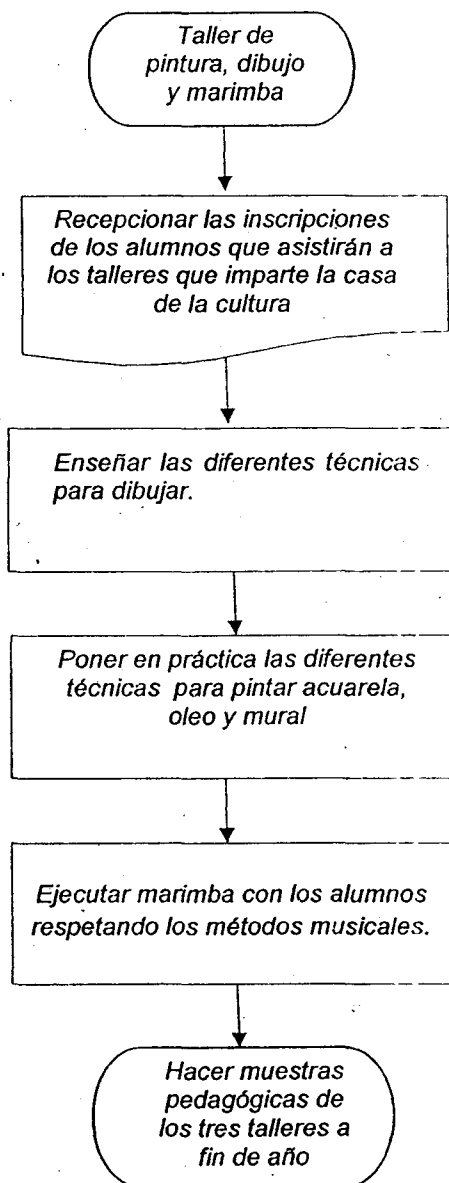 Taller de
pintura, dibujo
y marimba
Recepcionar las inscripciones
de los alumnos que asistirán a
los talleres que imparte la casa
de la cultura
Enseñar las diferentes técnicas
para dibujar.
Poner en práctica las diferentes
técnicas para pintar acuarela,
oleo y mural
Ejecutar marimba con los alumnos
respetando los métodos musicales.
Hacer muestras
pedagógicas de
los tres talleres a
fin de año